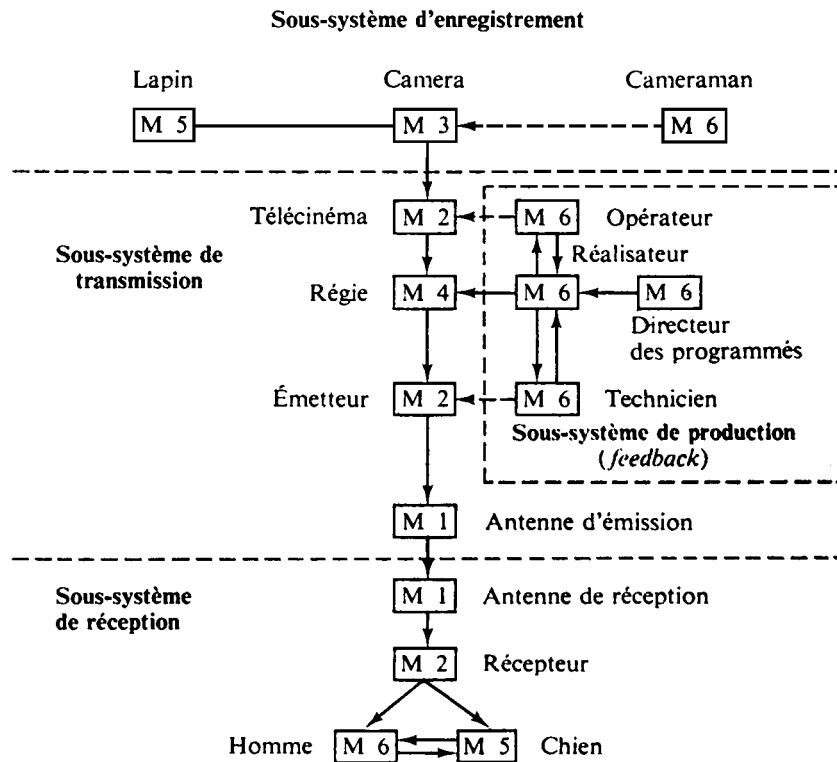 Sous-système d'enregistrement
Lapin Camera Cameraman
M 5 M 3 M 6
Télécinéma M 2 M 6 Opérateur
Sous-système de
transmission
Réalisateur
Régie M 4 M 6 M 6
Directeur
des programmés
Émetteur M 2 M 6 Technicien
Sous-système de production
(feedback)
M 1 Antenne d'émission
Sous-système
de réception
M 1 Antenne de réception
M 2 Récepteur
Homme M 6 M 5 Chien